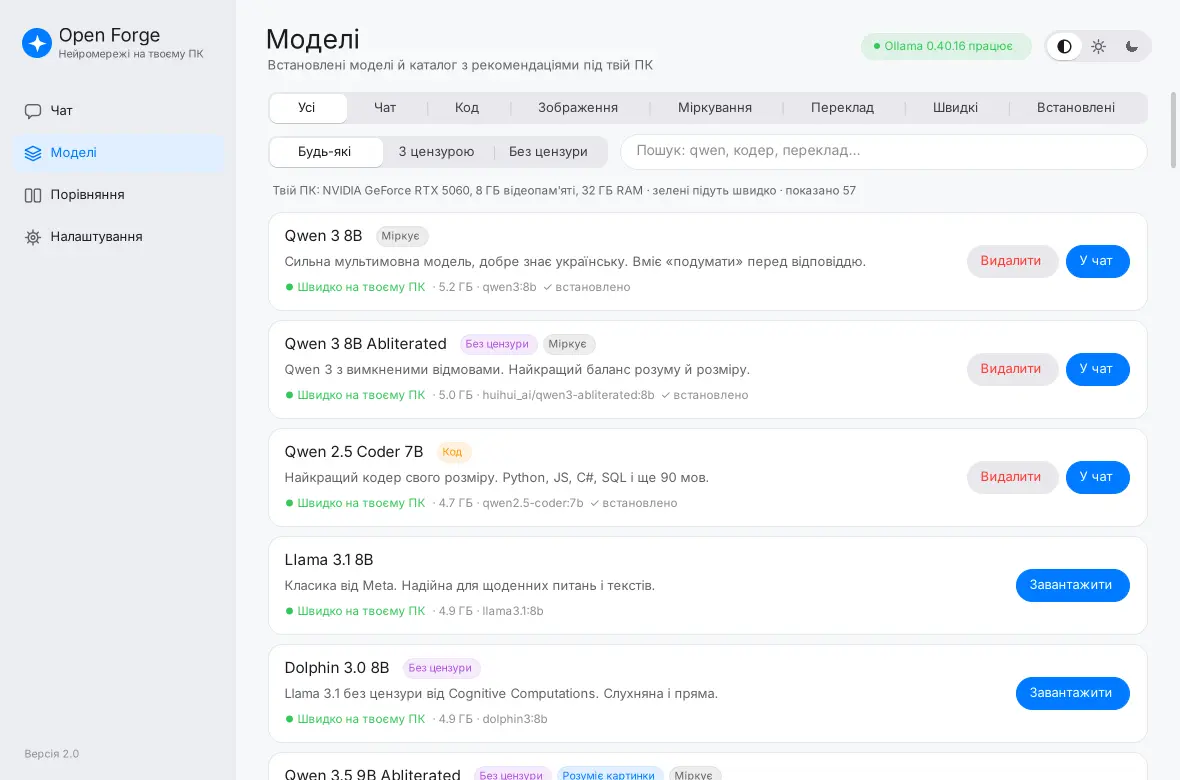 Open Forge
Нейромережі на твоєму ПК
Чат
Моделі
Порівняння
Налаштування
Версія 2.0
Моделі
Встановлені моделі й каталог з рекомендаціями під твій ПК
Ollama 0.40.16 працює
Усі Чат Код Зображення Міркування Переклад Швидкі Встановлені
Будь-які З цензурою Без цензури
Пошук: qwen, кодер, переклад...
Твій ПК: NVIDIA GeForce RTX 5060, 8 ГБ відеопам'яті, 32 ГБ RAM · зелені підуть швидко · показано 57
Qwen 3 8B Міркує
Сильна мультимовна модель, добре знає українську. Вміє «подумати» перед відповіддю.
Швидко на твоєму ПК · 5.2 ГБ · qwen3:8b ✓ встановлено
Видалити У чат
Qwen 3 8B Abliterated Без цензури Міркує
Qwen 3 з вимкненими відмовами. Найкращий баланс розуму й розміру.
Швидко на твоєму ПК · 5.0 ГБ · huihui_ai/qwen3-abliterated:8b ✓ встановлено
Видалити У чат
Qwen 2.5 Coder 7B Код
Найкращий кодер свого розміру. Python, JS, C#, SQL і ще 90 мов.
Швидко на твоєму ПК · 4.7 ГБ · qwen2.5-coder:7b ✓ встановлено
Видалити У чат
Llama 3.1 8B
Класика від Meta. Надійна для щоденних питань і текстів.
Швидко на твоєму ПК · 4.9 ГБ · llama3.1:8b
Завантажити
Dolphin 3.0 8B Без цензури
Llama 3.1 без цензури від Cognitive Computations. Слухняна і пряма.
Швидко на твоєму ПК · 4.9 ГБ · dolphin3:8b
Завантажити
Qwen 3.5 9B Abliterated Без цензури Розуміє картинки Міркує